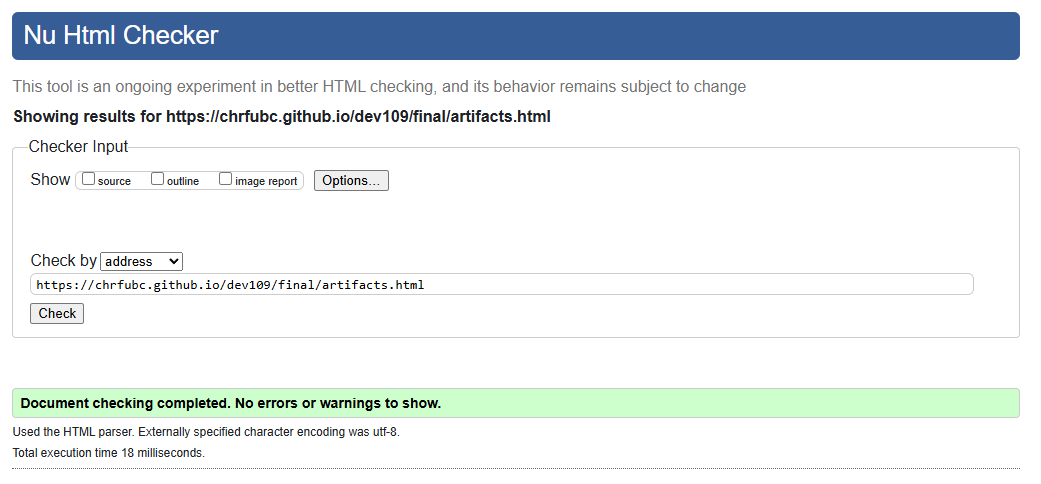 Nu Html Checker
This tool is an ongoing experiment in better HTML checking, and its behavior remains subject to change
Showing results for https://chrfubc.github.io/dev109/final/artifacts.html
Checker Input
Show source outline image report Options...
Check by address
https://chrfubc.github.io/dev109/final/artifacts.html
Check
Document checking completed. No errors or warnings to show.
Used the HTML parser. Externally specified character encoding was utf-8.
Total execution time 18 milliseconds.